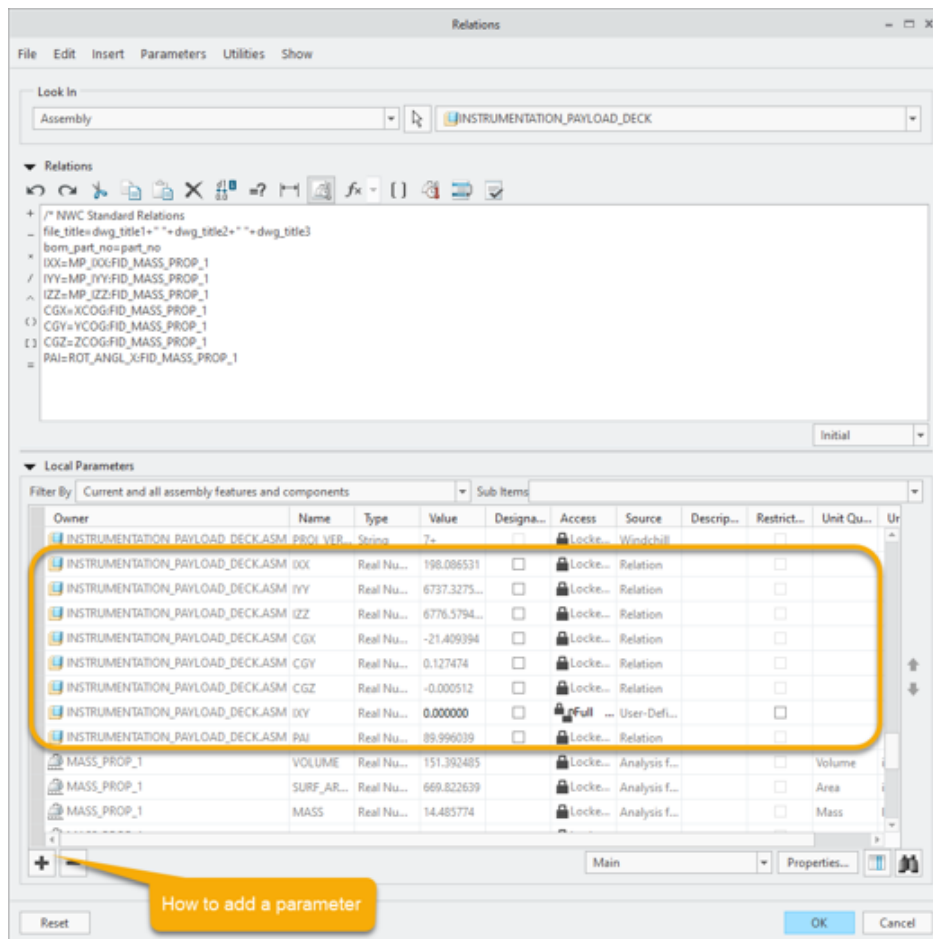 Relations
File Edit Insert Parameters Utilities Show
Look In
Assembly INSTRUMENTATION_PAYLOAD_DECK
Relations
/* NWC Standard Relations
file_title=dwg_title1+" "+dwg_title2+" "+dwg_title3
bom_part_no=part_no
IXX=MP_IXX:FID_MASS_PROP_1
IYY=MP_IYY:FID_MASS_PROP_1
IZZ=MP_IZZ:FID_MASS_PROP_1
CGX=XCOG:FID_MASS_PROP_1
CGY=YCOG:FID_MASS_PROP_1
CGZ=ZCOG:FID_MASS_PROP_1
PAI=ROT_ANGL_X:FID_MASS_PROP_1
Initial
Local Parameters
Filter By Current and all assembly features and components Sub Items
Owner Name Type Value Designa... Access Source Descrip... Restrict... Unit Qu... Ur
INSTRUMENTATION_PAYLOAD_DECK.ASM PROJ_VER... String 7+ Locke... Windchill
INSTRUMENTATION_PAYLOAD_DECK.ASM IXX Real Nu... 198.086531 Locke... Relation
INSTRUMENTATION_PAYLOAD_DECK.ASM IYY Real Nu... 6737.3275... Locke... Relation
INSTRUMENTATION_PAYLOAD_DECK.ASM IZZ Real Nu... 6776.5794... Locke... Relation
INSTRUMENTATION_PAYLOAD_DECK.ASM CGX Real Nu... -21.409394 Locke... Relation
INSTRUMENTATION_PAYLOAD_DECK.ASM CGY Real Nu... 0.127474 Locke... Relation
INSTRUMENTATION_PAYLOAD_DECK.ASM CGZ Real Nu... -0.000512 Locke... Relation
INSTRUMENTATION_PAYLOAD_DECK.ASM IXY Real Nu... 0.000000 Full ... User-Defi...
INSTRUMENTATION_PAYLOAD_DECK.ASM PAI Real Nu... 89.996039 Locke... Relation
MASS_PROP_1 VOLUME Real Nu... 151.392485 Locke... Analysis f... Volume
MASS_PROP_1 SURF_AR... Real Nu... 669.822639 Locke... Analysis f... Area
MASS_PROP_1 MASS Real Nu... 14.485774 Locke... Analysis f... Mass
Main Properties...
How to add a parameter
Reset OK Cancel